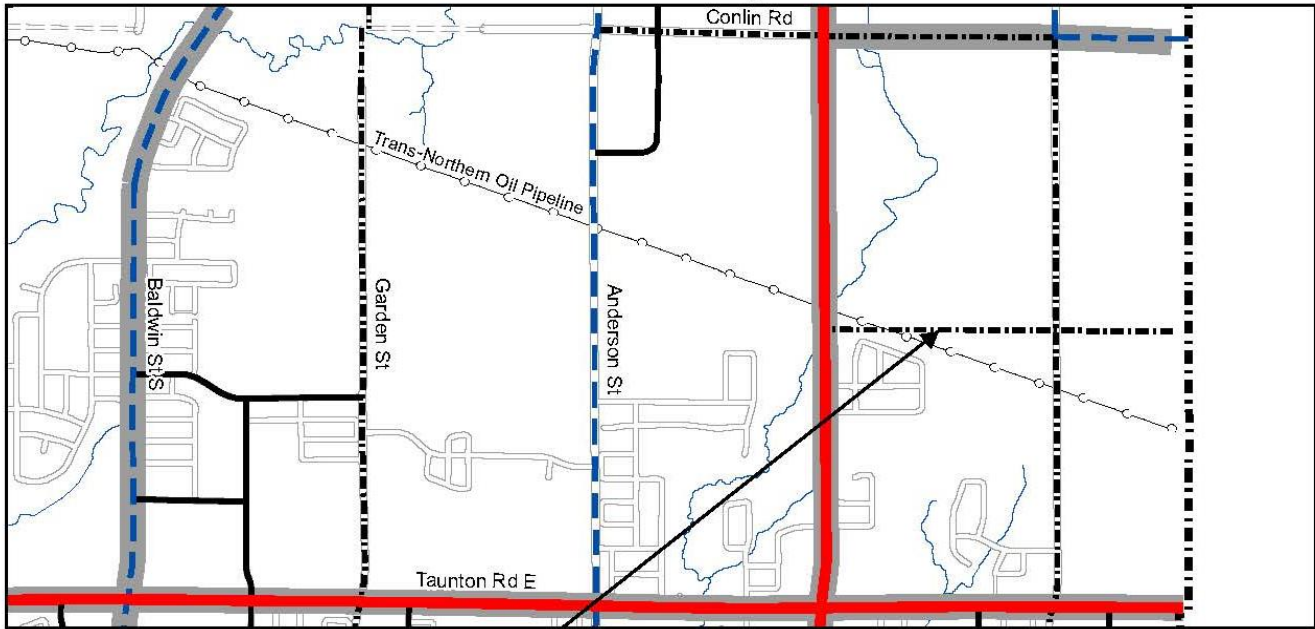 Conlin Rd
Trans-Northern Oil Pipeline
Baldwin St S
Garden St
Anderson St
Taunton Rd E